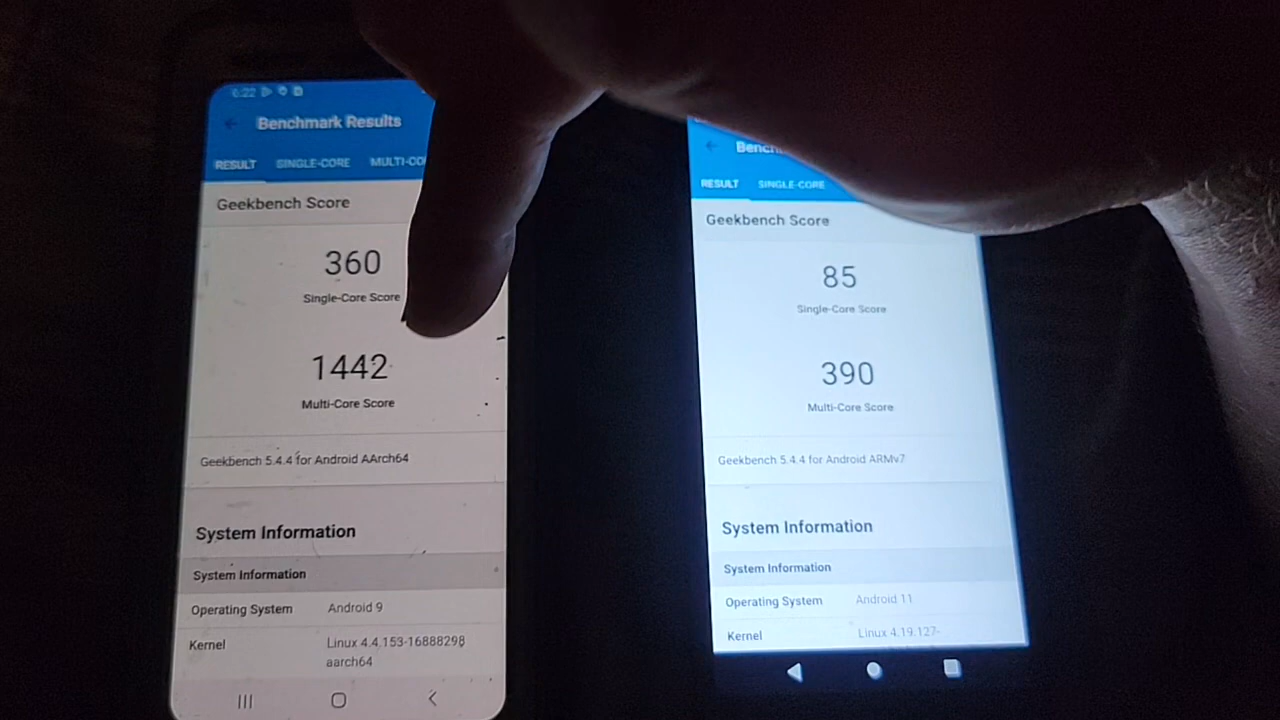 6:22
Benchmark Results
RESULT SINGLE-CORE MULTI-CO
Geekbench Score
360
Single-Core Score
1442
Multi-Core Score
Geekbench 5.4.4 for Android AArch64
System Information
System Information
Operating System Android 9
Kernel Linux 4.4.153-16888298
aarch64
Bench
RESULT SINGLE-CORE
Geekbench Score
85
Single-Core Score
390
Multi-Core Score
Geekbench 5.4.4 for Android ARMv7
System Information
System Information
Operating System Android 11
Kernel Linux 4.19.127-